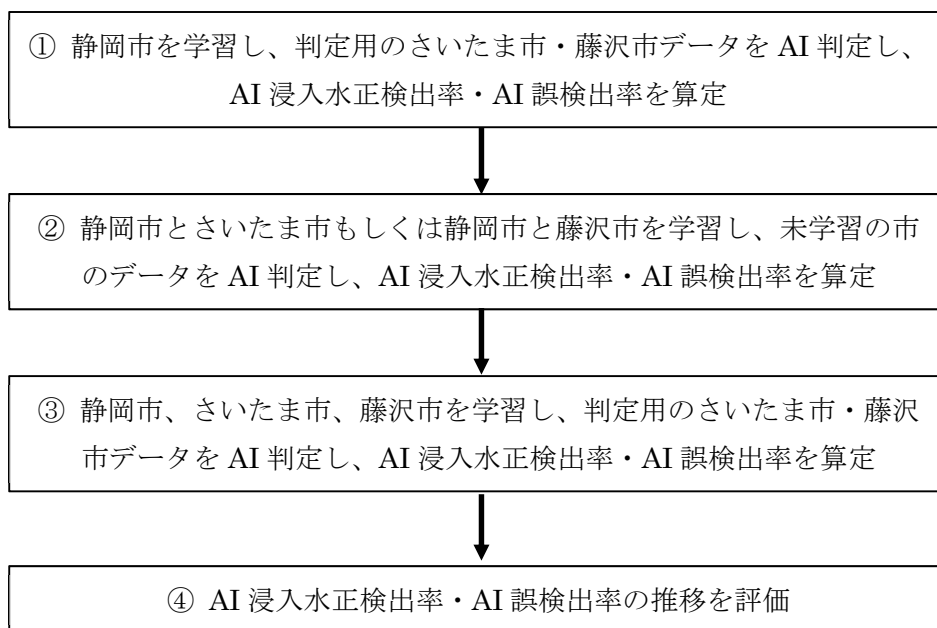 ① 静岡市を学習し、判定用のさいたま市・藤沢市データを AI 判定し、
AI 浸入水正検出率・AI 誤検出率を算定
② 静岡市とさいたま市もしくは静岡市と藤沢市を学習し、未学習の市
のデータを AI 判定し、AI 浸入水正検出率・AI 誤検出率を算定
③ 静岡市、さいたま市、藤沢市を学習し、判定用のさいたま市・藤沢
市データを AI 判定し、AI 浸入水正検出率・AI 誤検出率を算定
④ AI 浸入水正検出率・AI 誤検出率の推移を評価